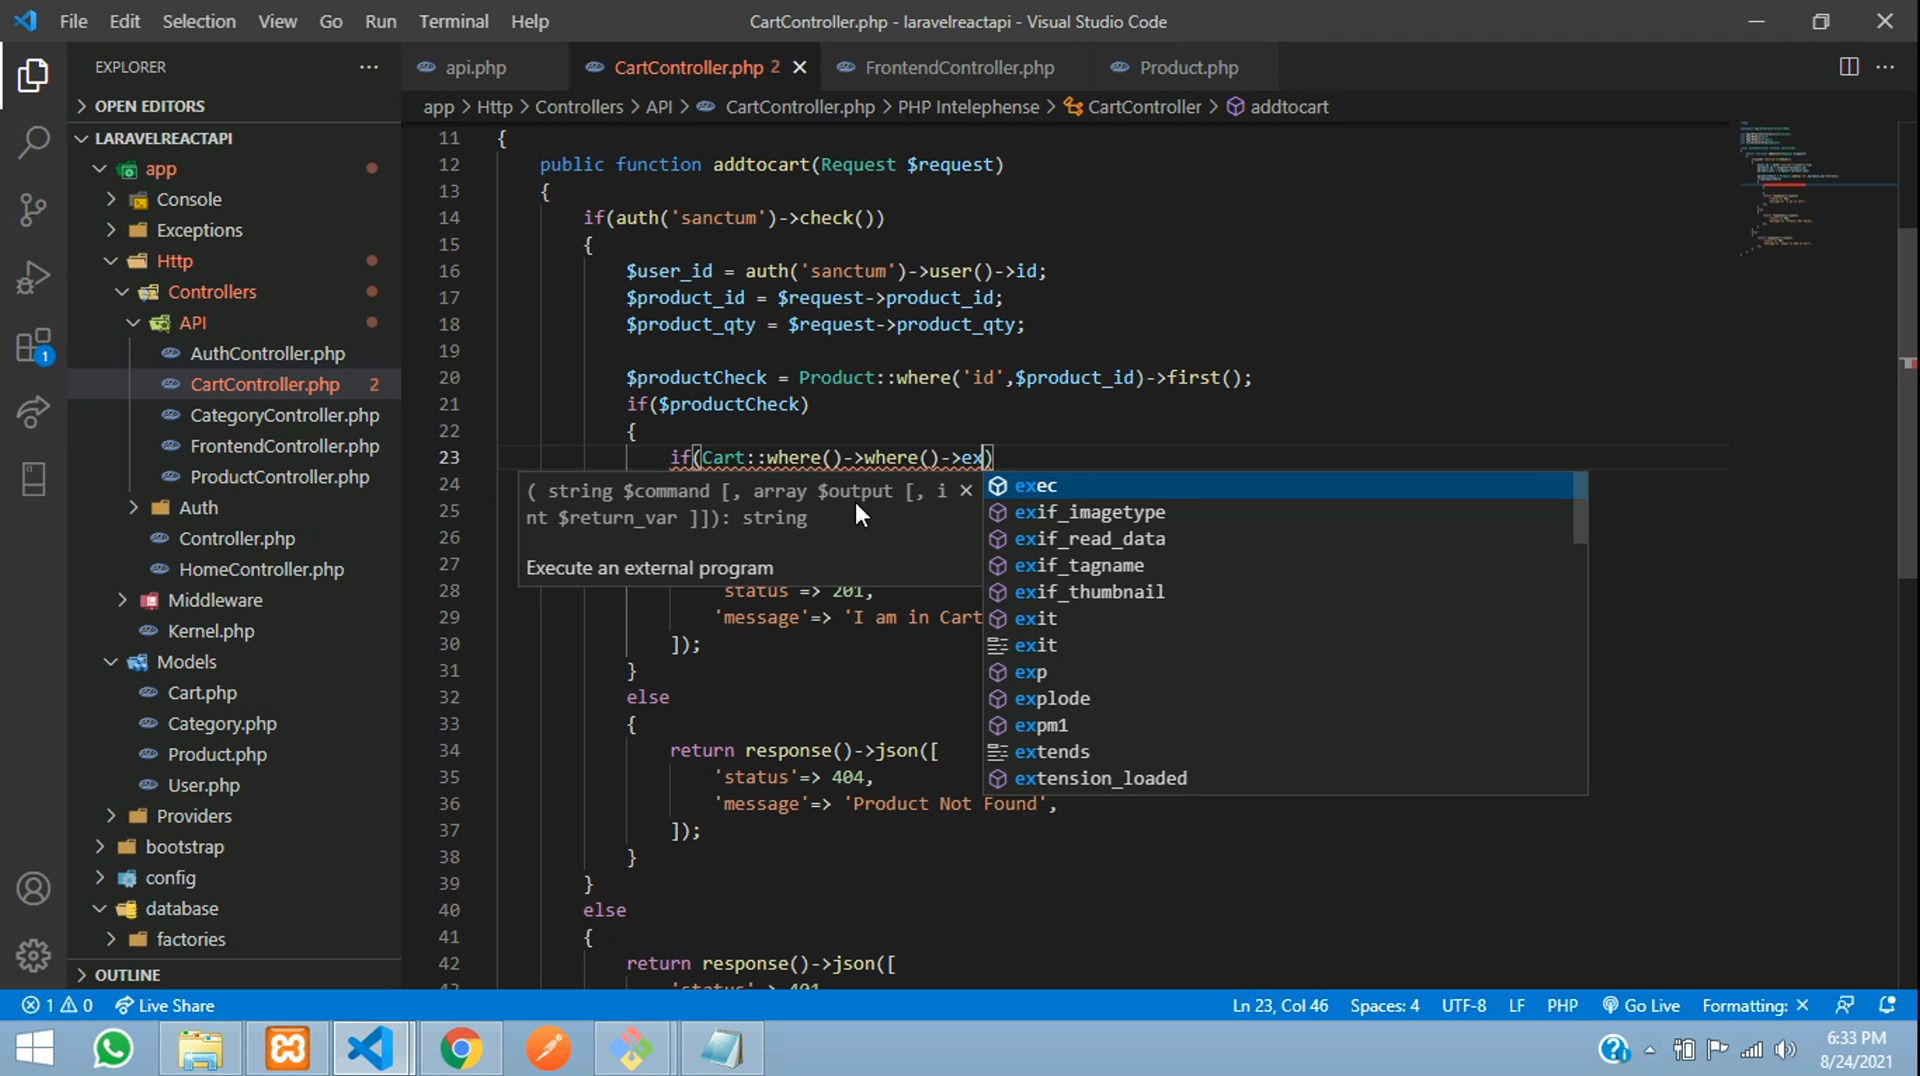 File Edit Selection View Go Run Terminal Help
CartController.php - laravelreactapi - Visual Studio Code
EXPLORER
api.php
CartController.php 2
FrontendController.php
Product.php
OPEN EDITORS
app > Http > Controllers > API > CartController.php > PHP Intelephense > CartController > addtocart
LARAVELREACTAPI
app
Console
Exceptions
Http
Controllers
API
AuthController.php
CartController.php 2
CategoryController.php
FrontendController.php
ProductController.php
Auth
Controller.php
HomeController.php
Middleware
Kernel.php
Models
Cart.php
Category.php
Product.php
User.php
Providers
bootstrap
config
database
factories
OUTLINE
11 {
12 public function addtocart(Request $request)
13 {
14 if(auth('sanctum')->check())
15 {
16 $user_id = auth('sanctum')->user()->id;
17 $product_id = $request->product_id;
18 $product_qty = $request->product_qty;
19
20 $productCheck = Product::where('id',$product_id)->first();
21 if($productCheck)
22 {
23 if(Cart::where()->where()->ex)
24
25
26
27
28 status => 201,
29 'message'=> 'I am in Cart
30 ]);
31 }
32 else
33 {
34 return response()->json([
35 'status'=> 404,
36 'message'=> 'Product Not Found',
37 ]);
38 }
39 }
40 else
41 {
42 return response()->json([
( string $command [, array $output [, i
nt $return_var ]]): string
Execute an external program
exec
exif_imagetype
exif_read_data
exif_tagname
exif_thumbnail
exit
exit
exp
explode
expm1
extends
extension_loaded
1
1 0 Live Share
Ln 23, Col 46 Spaces: 4 UTF-8 LF PHP Go Live Formatting: ×
6:33 PM
8/24/2021